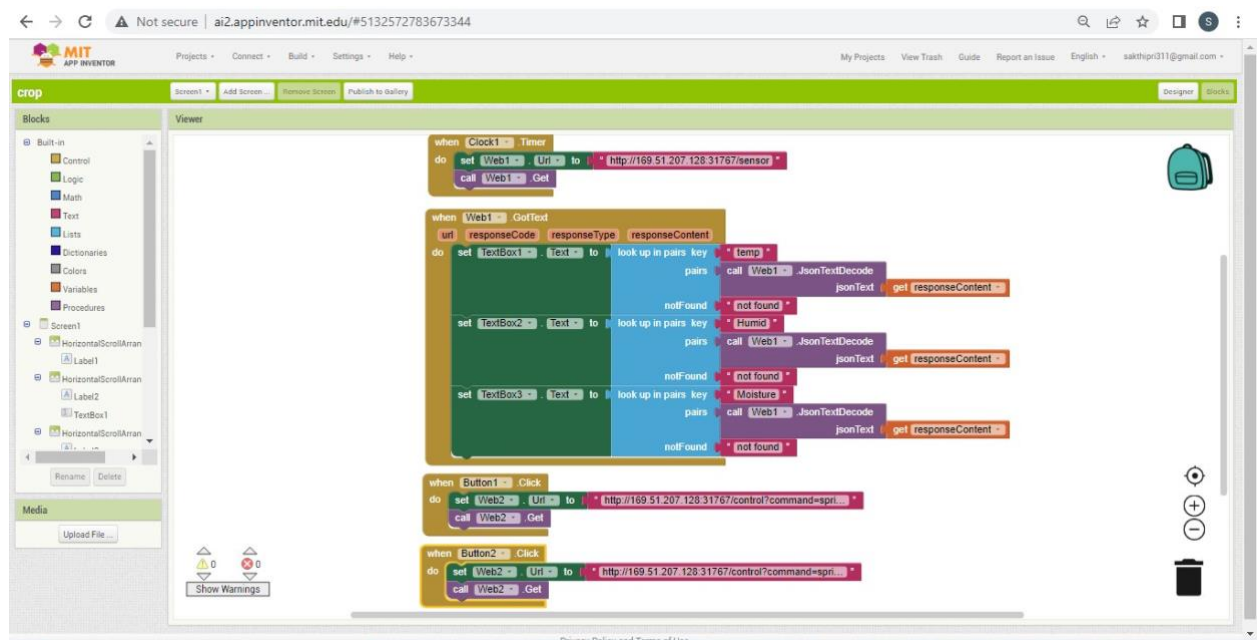 Not secure | ai2.appinventor.mit.edu/#5132572783673344
S
MIT
APP INVENTOR
Projects Connect Build Settings Help
My Projects View Trash Guide Report an Issue English sakthipri311@gmail.com
crop
Screen1 Add Screen ... Remove Screen Publish to Gallery
Designer Blocks
Blocks
Built-in
Control
Logic
Math
Text
Lists
Dictionaries
Colors
Variables
Procedures
Screen1
HorizontalScrollArran
Label1
HorizontalScrollArran
Label2
TextBox1
HorizontalScrollArran
Rename Delete
Media
Upload File ...
Viewer
when Clock1 .Timer
do set Web1 . Url to " http://169.51.207.128:31767/sensor "
call Web1 .Get
when Web1 .GotText
url responseCode responseType responseContent
do set TextBox1 . Text to look up in pairs key " temp "
pairs call Web1 .JsonTextDecode
jsonText get responseContent
notFound " not found "
set TextBox2 . Text to look up in pairs key " Humid "
pairs call Web1 .JsonTextDecode
jsonText get responseContent
notFound " not found "
set TextBox3 . Text to look up in pairs key " Moisture "
pairs call Web1 .JsonTextDecode
jsonText get responseContent
notFound " not found "
when Button1 .Click
do set Web2 . Url to " http://169.51.207.128:31767/control?command=spri... "
call Web2 .Get
when Button2 .Click
do set Web2 . Url to " http://169.51.207.128:31767/control?command=spri... "
call Web2 .Get
0 0
Show Warnings
Privacy Policy and Terms of Use